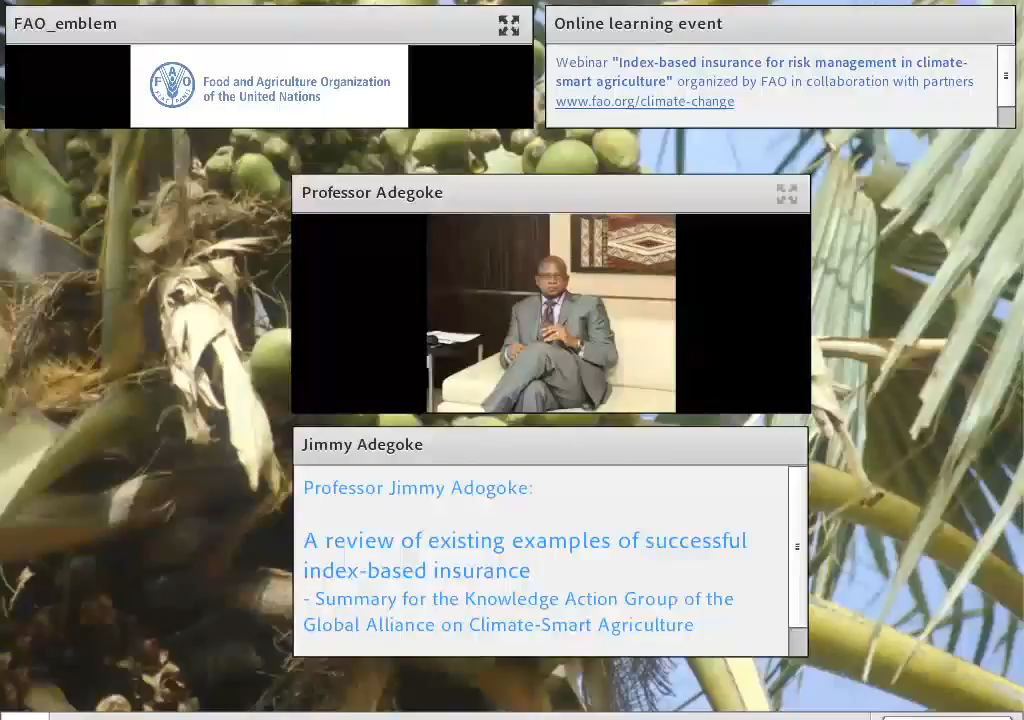 FAO_emblem
Food and Agriculture Organization
of the United Nations
Online learning event
Webinar "Index-based insurance for risk management in climate-
smart agriculture" organized by FAO in collaboration with partners
www.fao.org/climate-change
Professor Adegoke
Jimmy Adegoke
Professor Jimmy Adogoke:
A review of existing examples of successful
index-based insurance
- Summary for the Knowledge Action Group of the
Global Alliance on Climate-Smart Agriculture